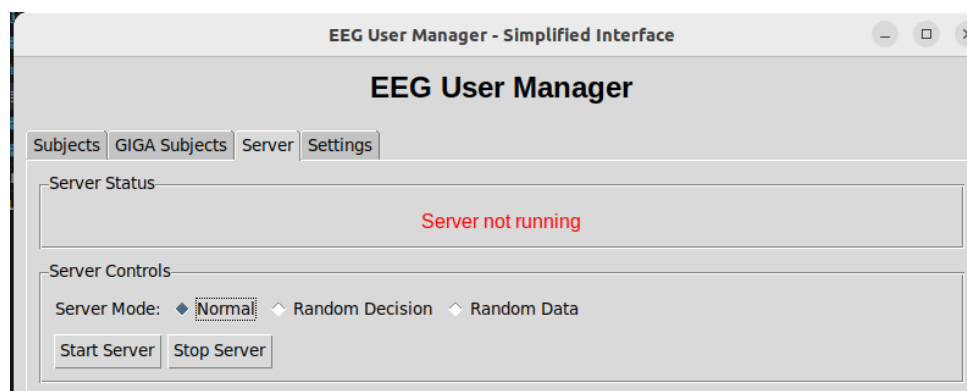 EEG User Manager - Simplified Interface
EEG User Manager
Subjects GIGA Subjects Server Settings
Server Status
Server not running
Server Controls
Server Mode: Normal Random Decision Random Data
Start Server Stop Server